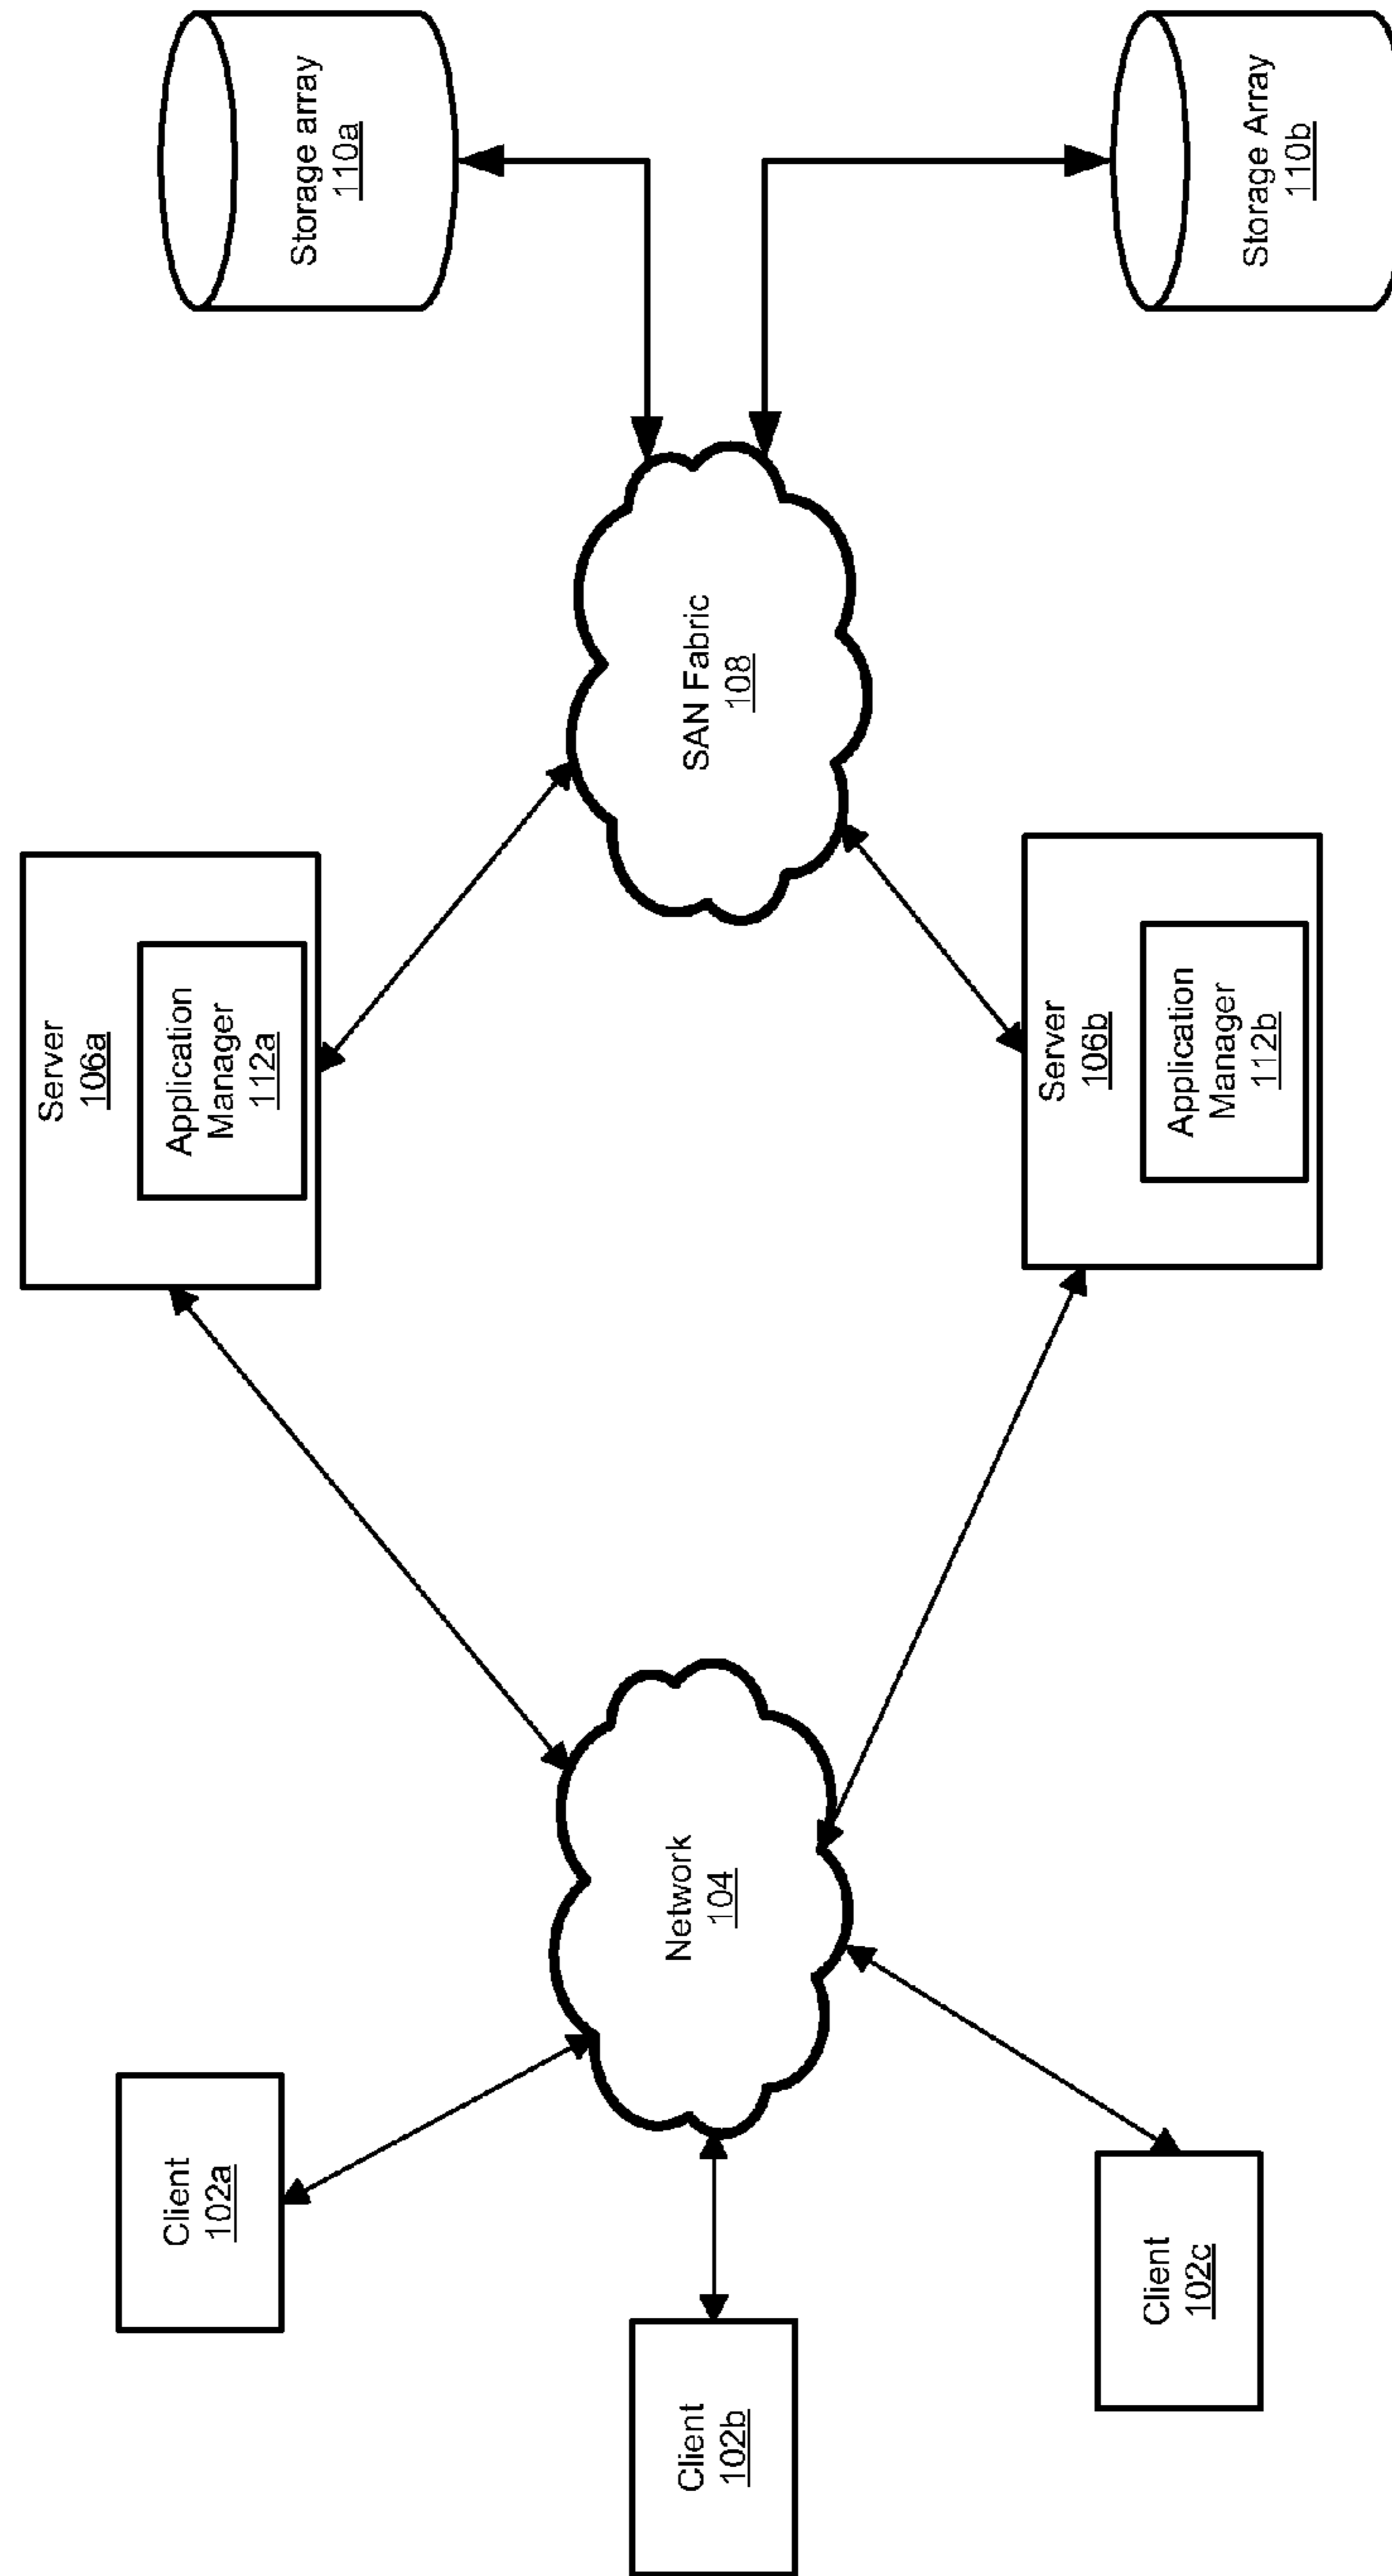 Client
102a
Client
102b
Client
102c
Network
104
Server
106a
Application
Manager
112a
Server
106b
Application
Manager
112b
SAN Fabric
108
Storage array
110a
Storage Array
110b